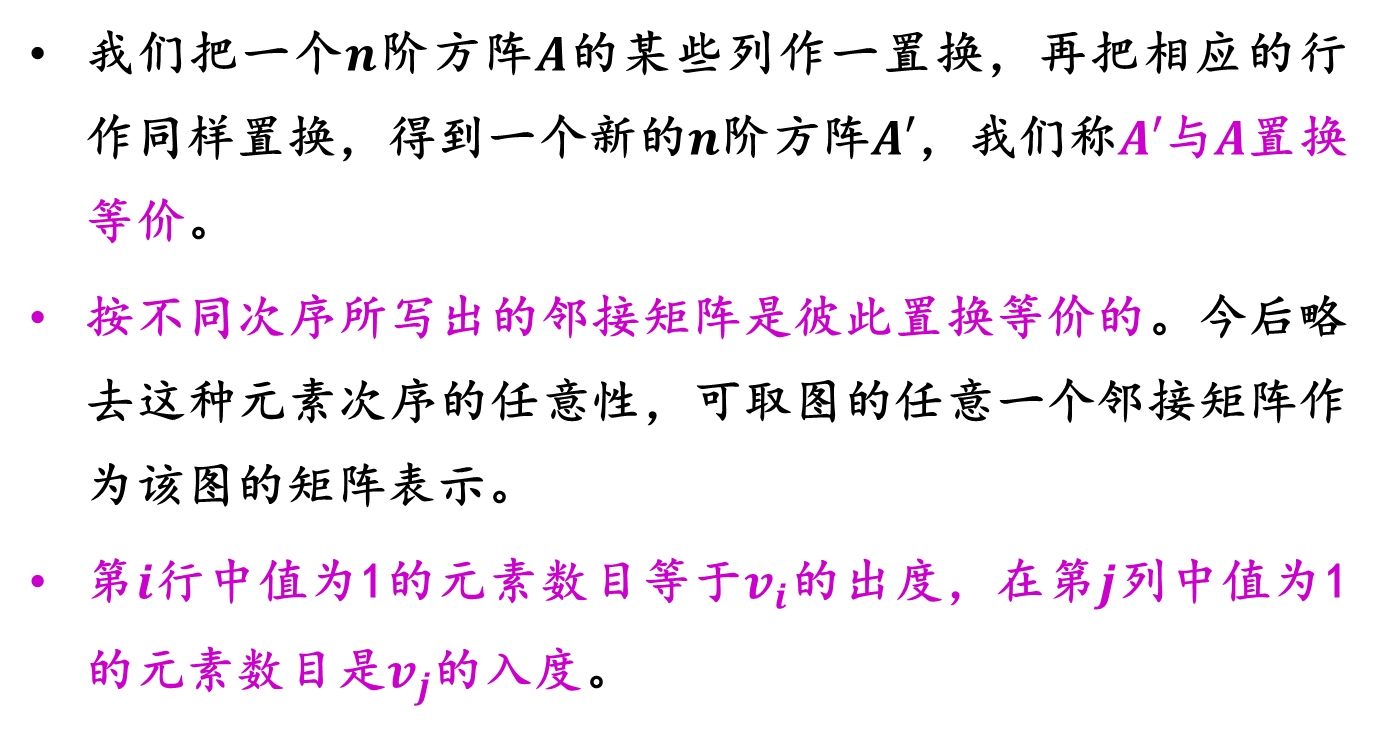 • 我们把一个n阶方阵A的某些列作一置换，再把相应的行
作同样置换，得到一个新的n阶方阵A′，我们称A′与A置换
等价。
• 按不同次序所写出的邻接矩阵是彼此置换等价的。今后略
去这种元素次序的任意性，可取图的任意一个邻接矩阵作
为该图的矩阵表示。
• 第i行中值为1的元素数目等于vᵢ的出度，在第j列中值为1
的元素数目是vⱼ的入度。